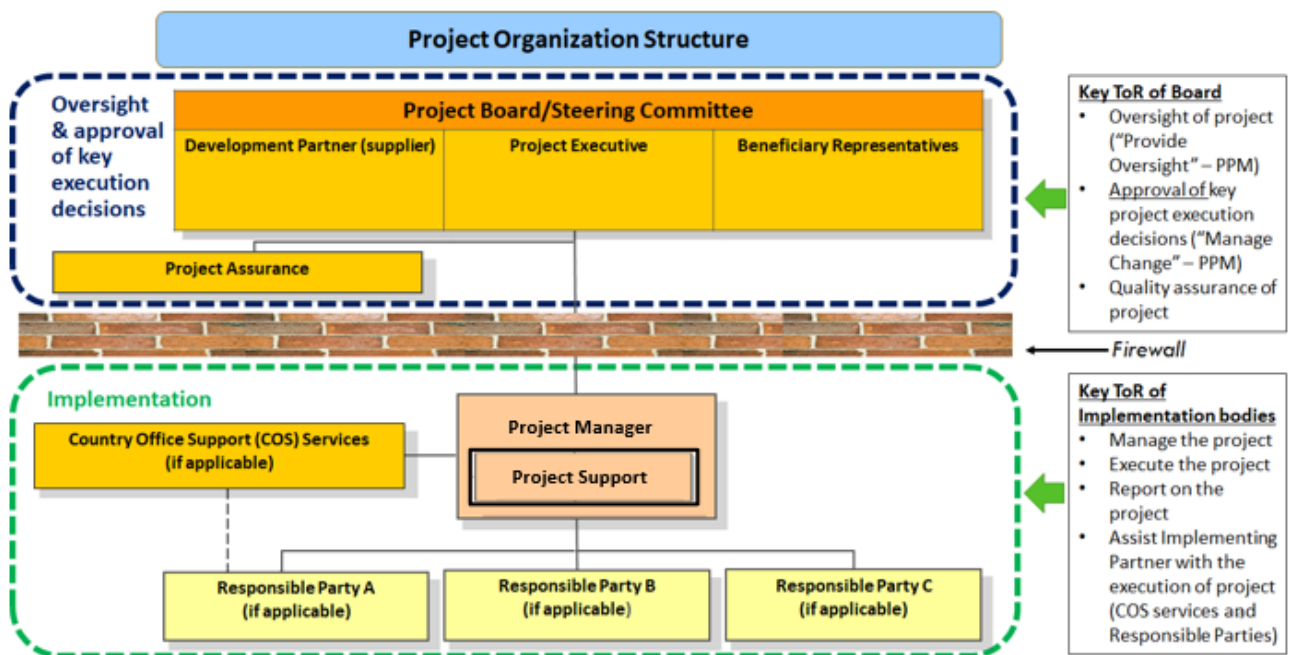 Project Organization Structure
Oversight
& approval
of key
execution
decisions
Project Board/Steering Committee
Development Partner (supplier)
Project Executive
Beneficiary Representatives
Project Assurance
Key ToR of Board
• Oversight of project
("Provide
Oversight" – PPM)
• Approval of key
project execution
decisions ("Manage
Change" – PPM)
• Quality assurance of
project
Firewall
Implementation
Country Office Support (COS) Services
(if applicable)
Project Manager
Project Support
Responsible Party A
(if applicable)
Responsible Party B
(if applicable)
Responsible Party C
(if applicable)
Key ToR of
Implementation bodies
• Manage the project
• Execute the project
• Report on the
project
• Assist Implementing
Partner with the
execution of project
(COS services and
Responsible Parties)